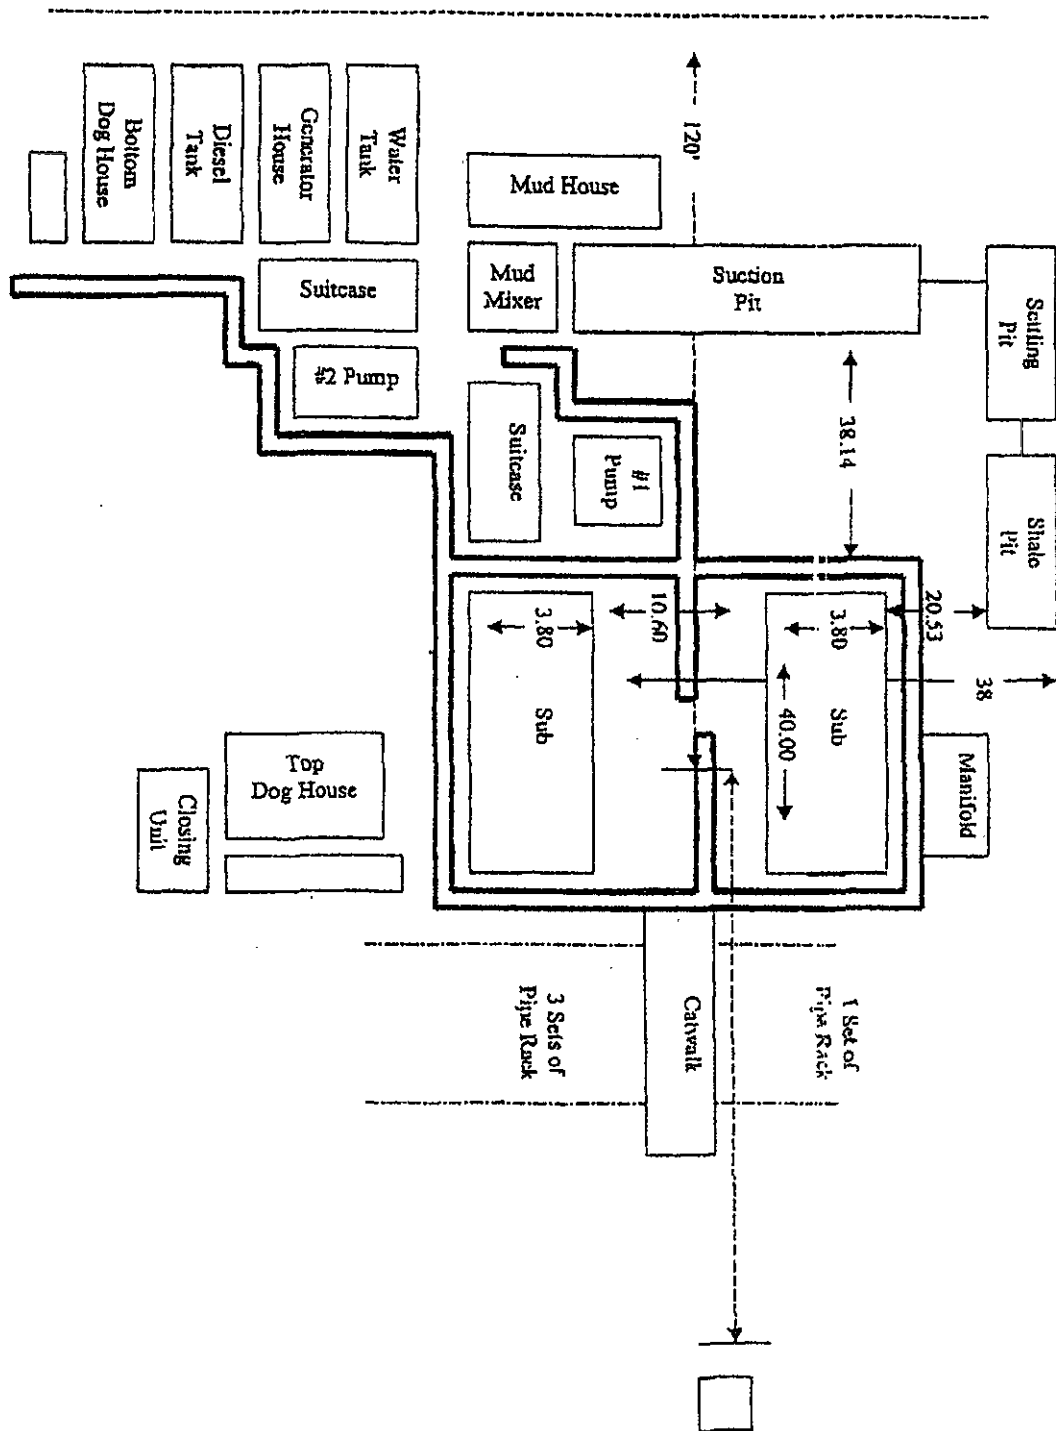 120'
Bottom
Dog House
Diesel
Tank
Generator
House
Water
Tank
Mud House
Suitcase
Mud
Mixer
Suction
Pit
Settling
Pit
#2 Pump
Suitcase
#1
Pump
38.14
Shale
Pit
3.80
10.60
3.80
20.53
38
Sub
40.00
Sub
Manifold
Top
Dog House
Closing
Unit
3 Sets of
Pipe Rack
Catwalk
1 Set of
Pipe Rack